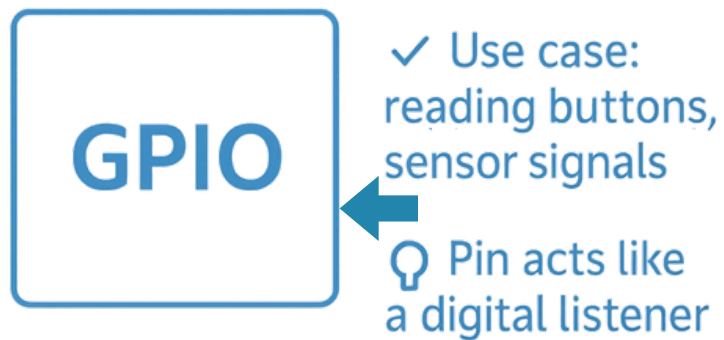 GPIO
Use case:
reading buttons,
sensor signals
Pin acts like
a digital listener